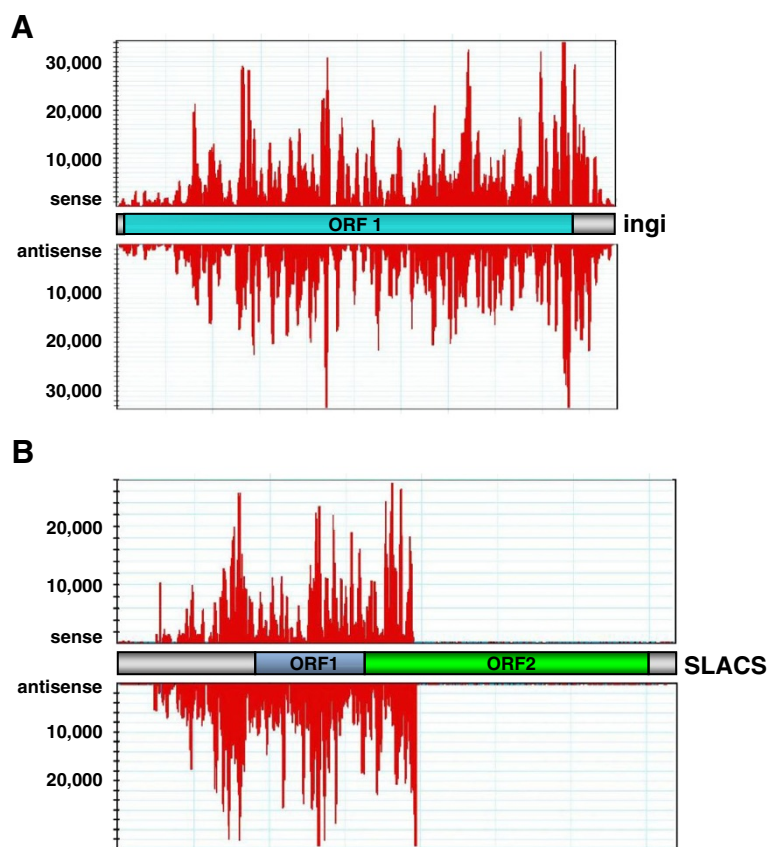 A
30,000
20,000
10,000
sense
ORF 1
ingi
antisense
10,000
20,000
30,000
B
20,000
10,000
sense
ORF1
ORF2
SLACS
antisense
10,000
20,000